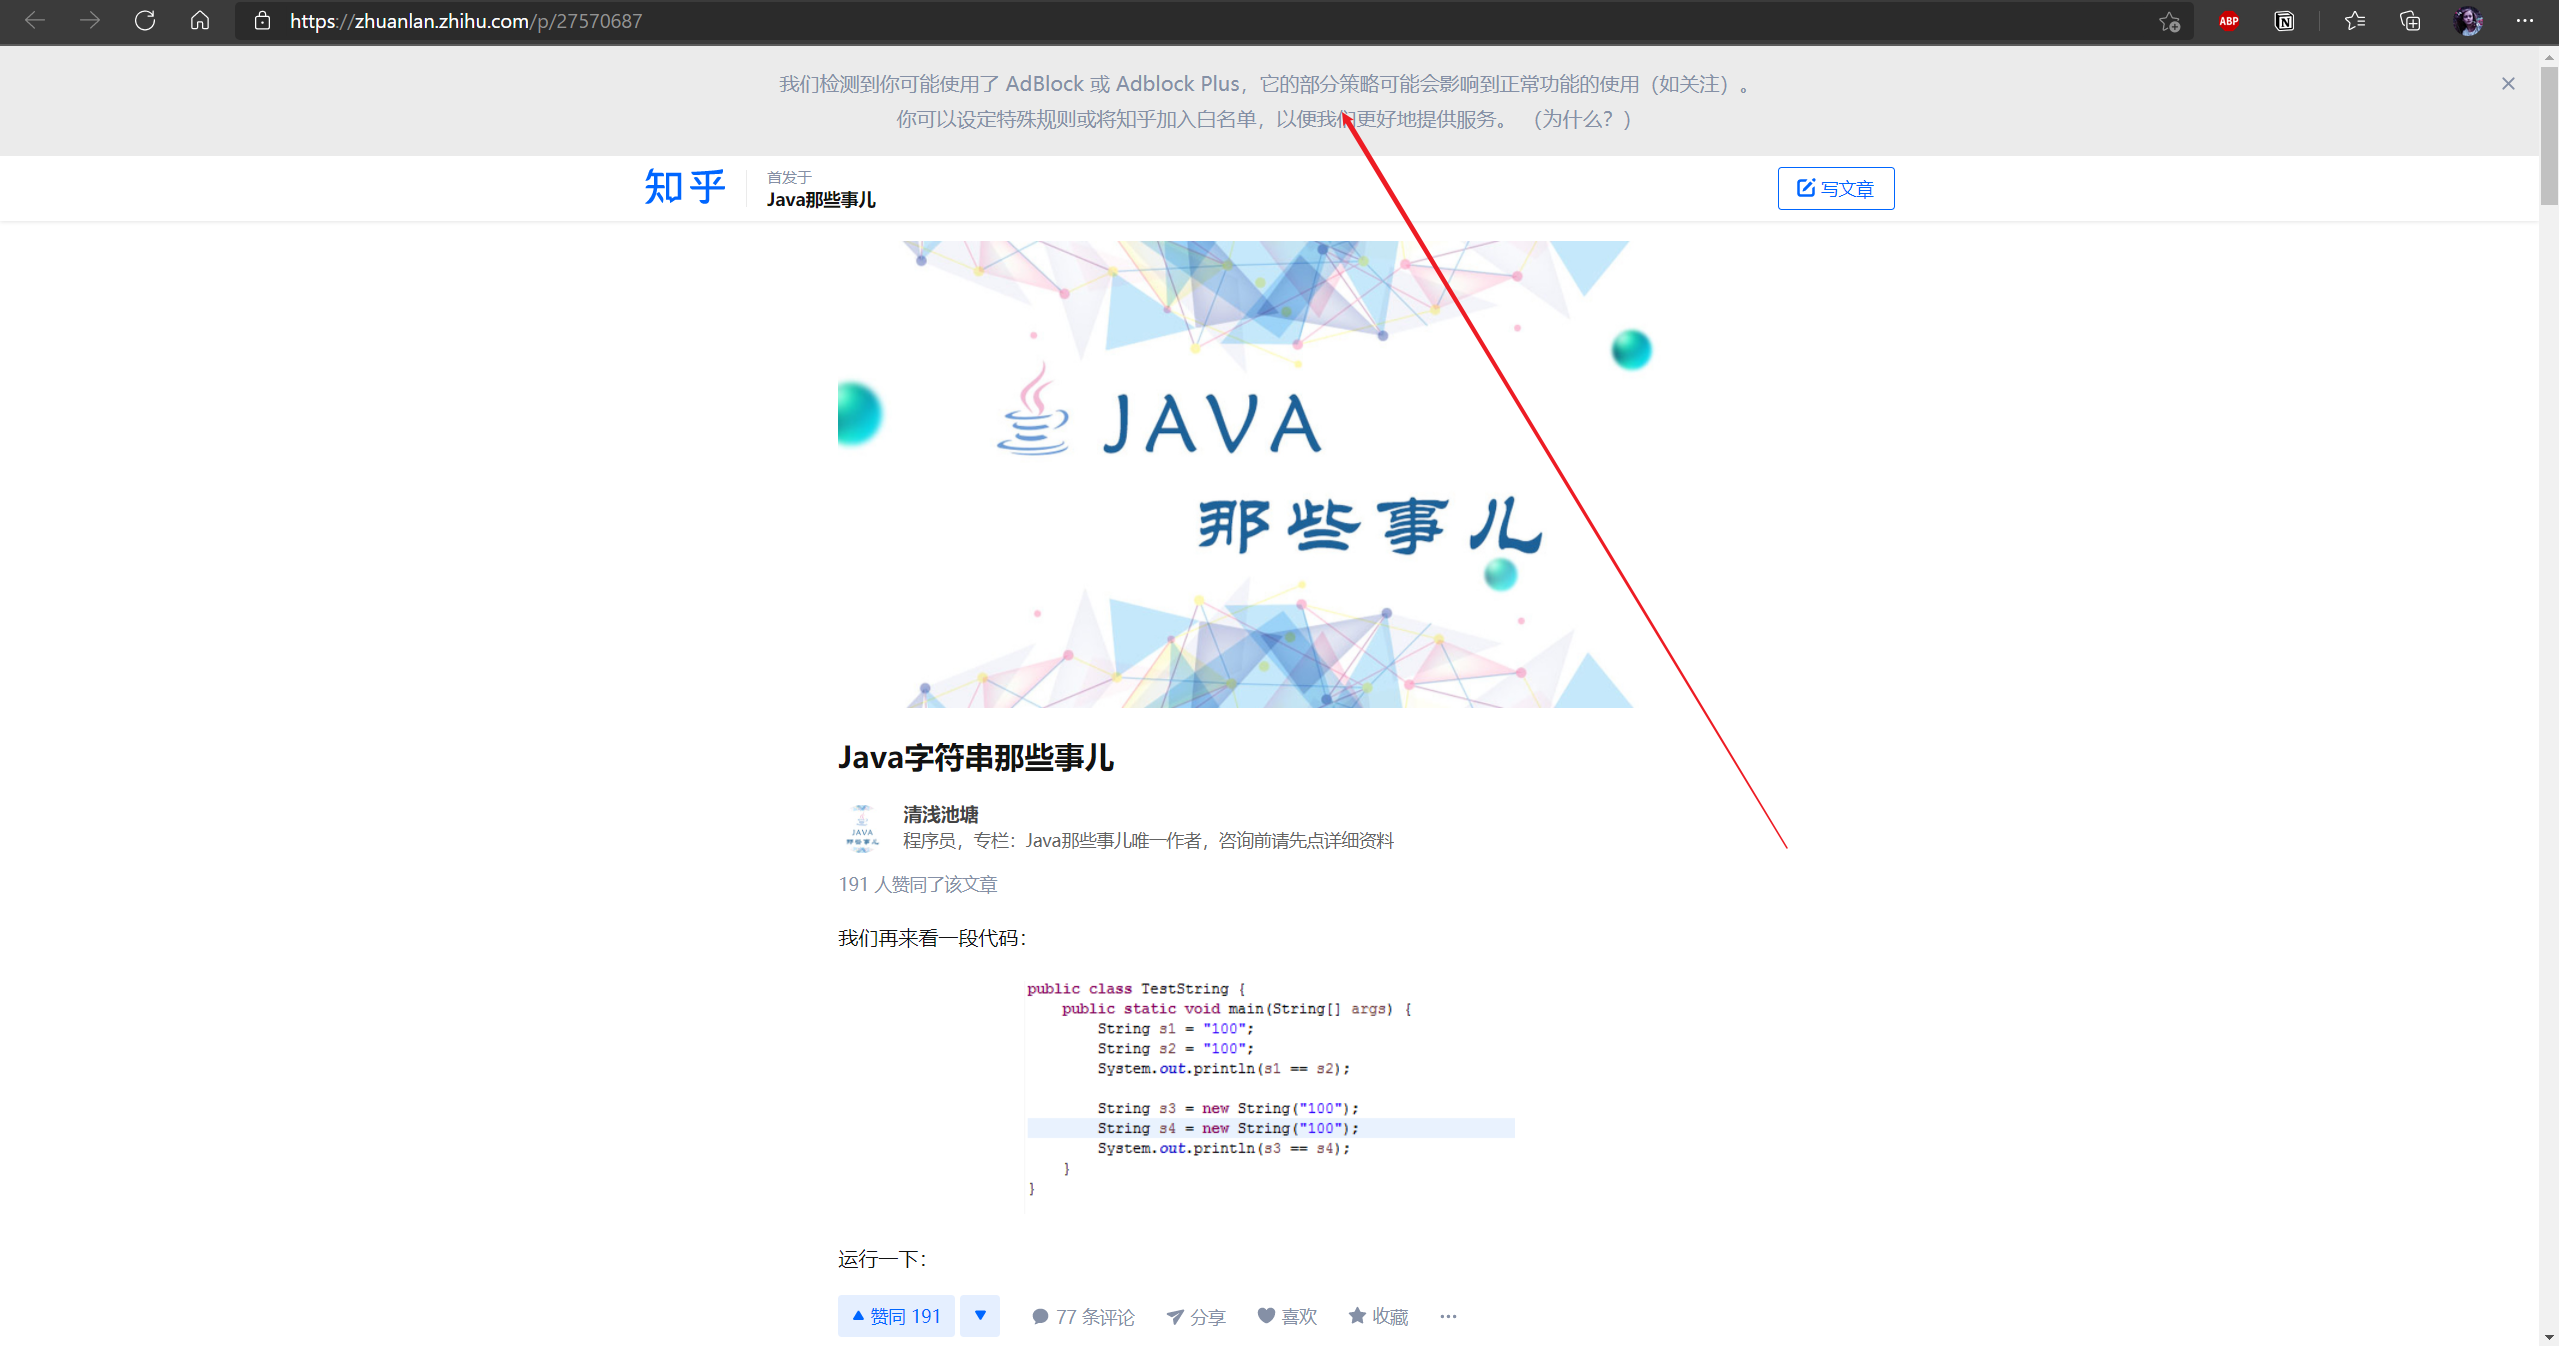 https://zhuanlan.zhihu.com/p/27570687
ABP
我们检测到你可能使用了 AdBlock 或 Adblock Plus，它的部分策略可能会影响到正常功能的使用（如关注）。
你可以设定特殊规则或将知乎加入白名单，以便我们更好地提供服务。 （为什么？）
知乎
首发于
Java那些事儿
写文章
JAVA
那些事儿
Java字符串那些事儿
JAVA
那些事儿
清浅池塘
程序员，专栏：Java那些事儿唯一作者，咨询前请先点详细资料
191 人赞同了该文章
我们再来看一段代码：
public class TestString {
public static void main(String[] args) {
String s1 = "100";
String s2 = "100";
System.out.println(s1 == s2);
String s3 = new String("100");
String s4 = new String("100");
System.out.println(s3 == s4);
}
}
运行一下：
赞同 191
77 条评论
分享
喜欢
收藏